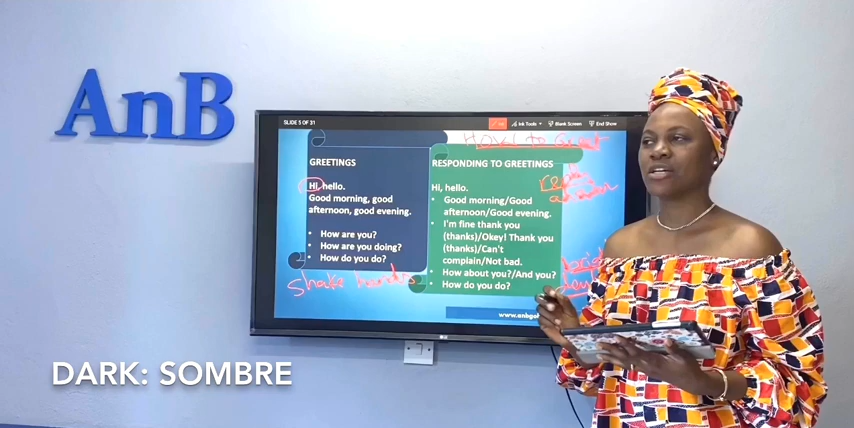 AnB
SLIDE 5 OF 31
Ink Tools
Blank Screen
End Show
How to Greet
GREETINGS
Hi, hello.
Good morning, good
afternoon, good evening.
• How are you?
• How are you doing?
• How do you do?
shake hands
RESPONDING TO GREETINGS
Hi, hello.
• Good morning/Good
afternoon/Good evening.
• I'm fine thank you
(thanks)/Okey! Thank you
(thanks)/Can't
complain/Not bad.
• How about you?/And you?
• How do you do?
LG
DARK: SOMBRE